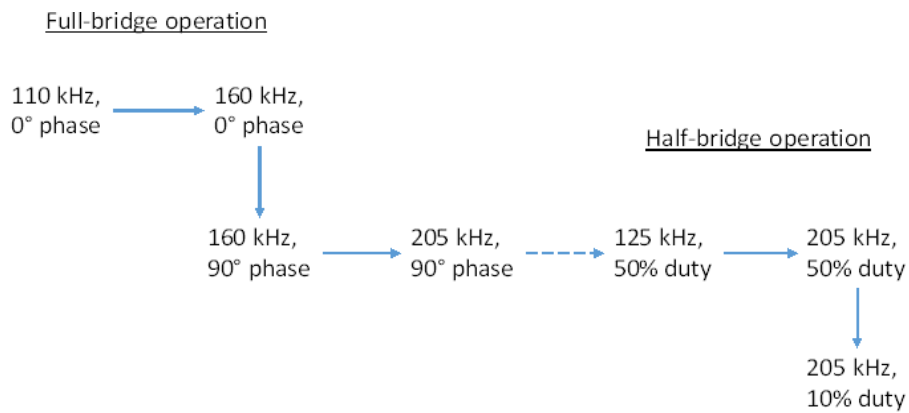 Full-bridge operation
110 kHz,
0° phase
160 kHz,
0° phase
Half-bridge operation
160 kHz,
90° phase
205 kHz,
90° phase
125 kHz,
50% duty
205 kHz,
50% duty
205 kHz,
10% duty